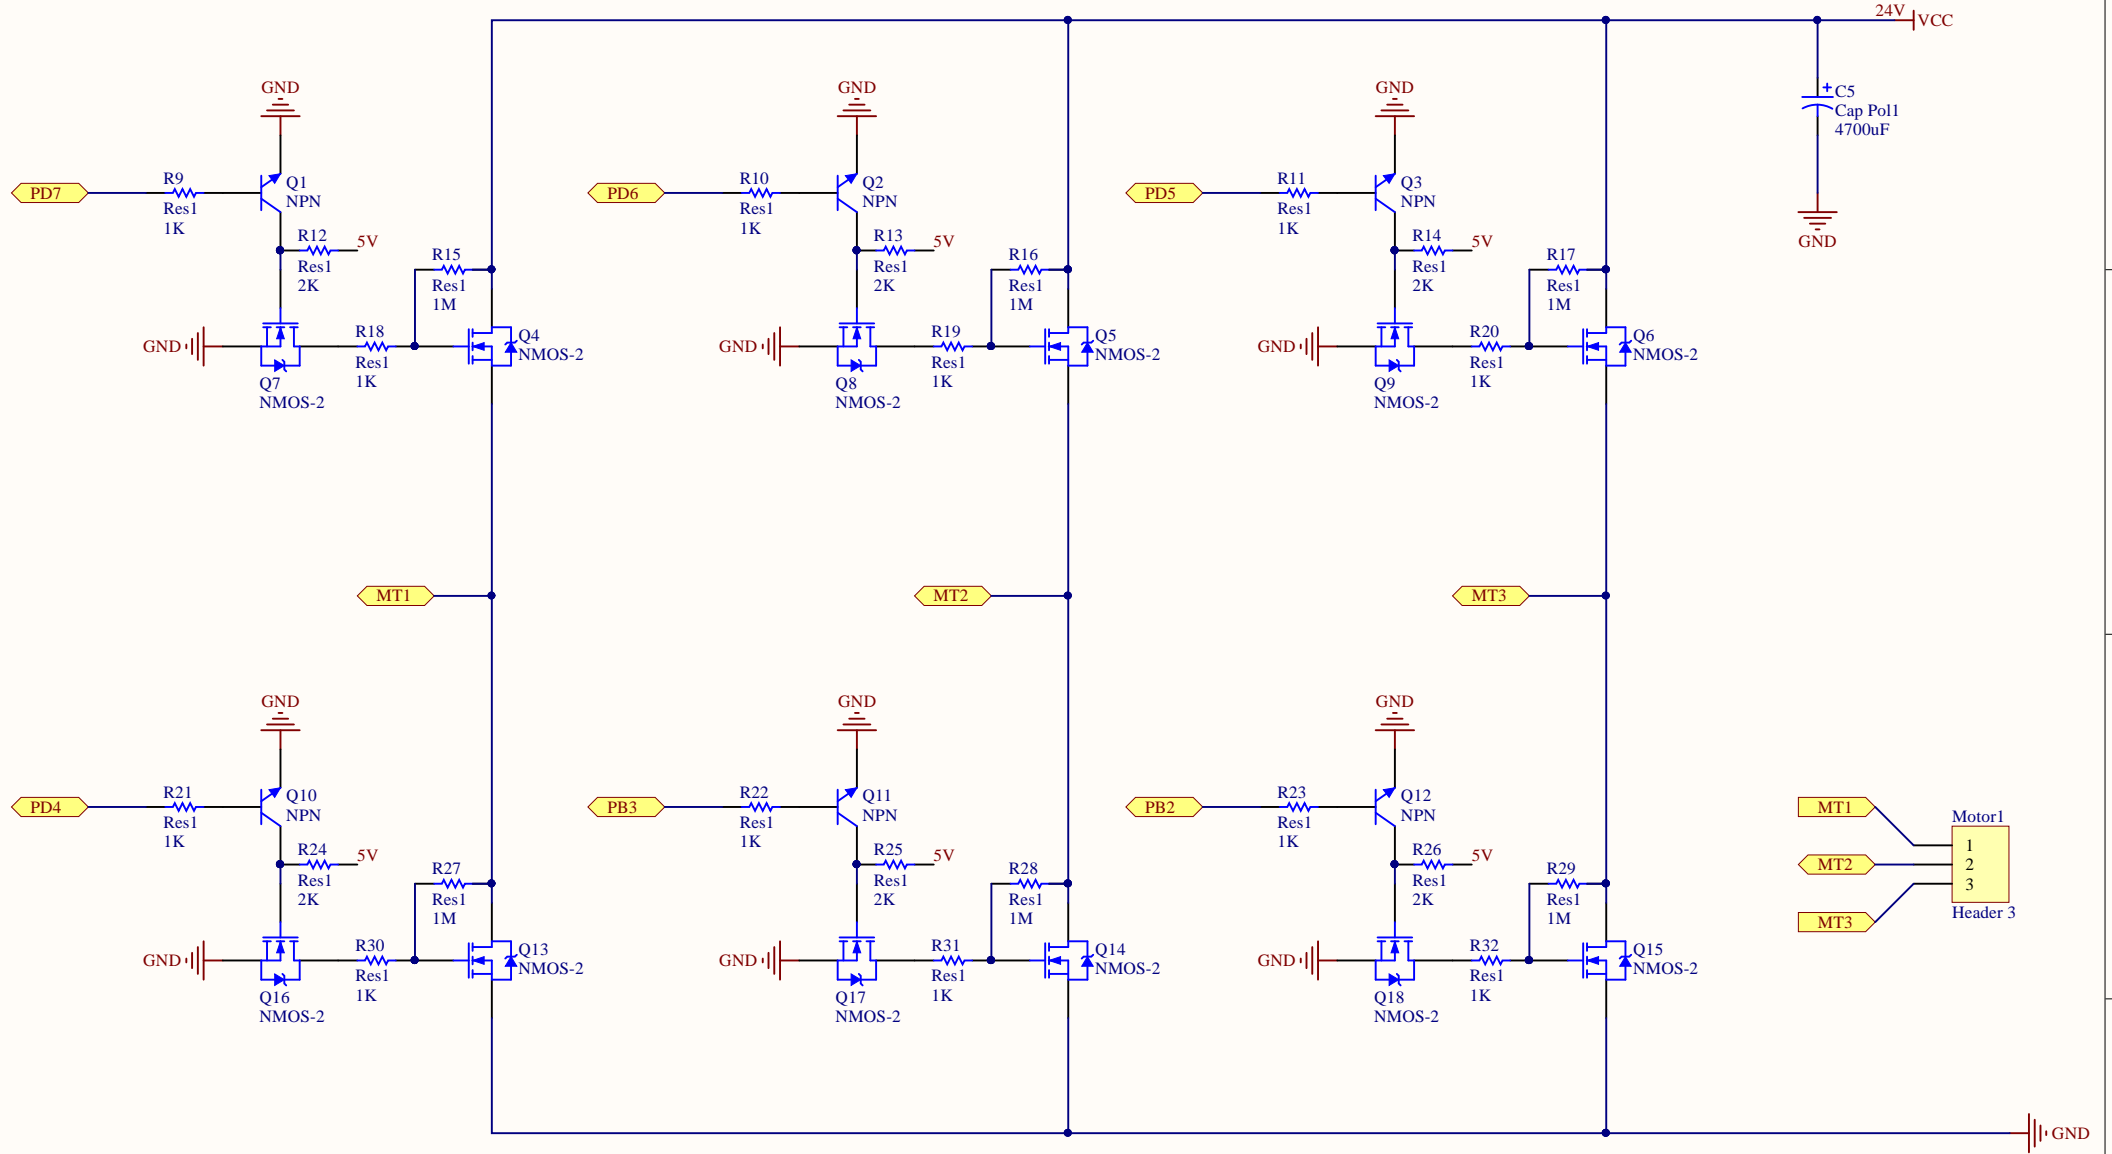 24V
VCC
GND
PD7
R9
Res1
1K
Q1
NPN
R12
Res1
2K
5V
R15
Res1
1M
GND
Q7
NMOS-2
R18
Res1
1K
Q4
NMOS-2
GND
PD6
R10
Res1
1K
Q2
NPN
R13
Res1
2K
5V
R16
Res1
1M
GND
Q8
NMOS-2
R19
Res1
1K
Q5
NMOS-2
GND
PD5
R11
Res1
1K
Q3
NPN
R14
Res1
2K
5V
R17
Res1
1M
GND
Q9
NMOS-2
R20
Res1
1K
Q6
NMOS-2
+
C5
Cap Pol1
4700uF
GND
MT1
MT2
MT3
GND
PD4
R21
Res1
1K
Q10
NPN
R24
Res1
2K
5V
R27
Res1
1M
GND
Q16
NMOS-2
R30
Res1
1K
Q13
NMOS-2
GND
PB3
R22
Res1
1K
Q11
NPN
R25
Res1
2K
5V
R28
Res1
1M
GND
Q17
NMOS-2
R31
Res1
1K
Q14
NMOS-2
GND
PB2
R23
Res1
1K
Q12
NPN
R26
Res1
2K
5V
R29
Res1
1M
GND
Q18
NMOS-2
R32
Res1
1K
Q15
NMOS-2
MT1
MT2
MT3
Motor1
1
2
3
Header 3
GND